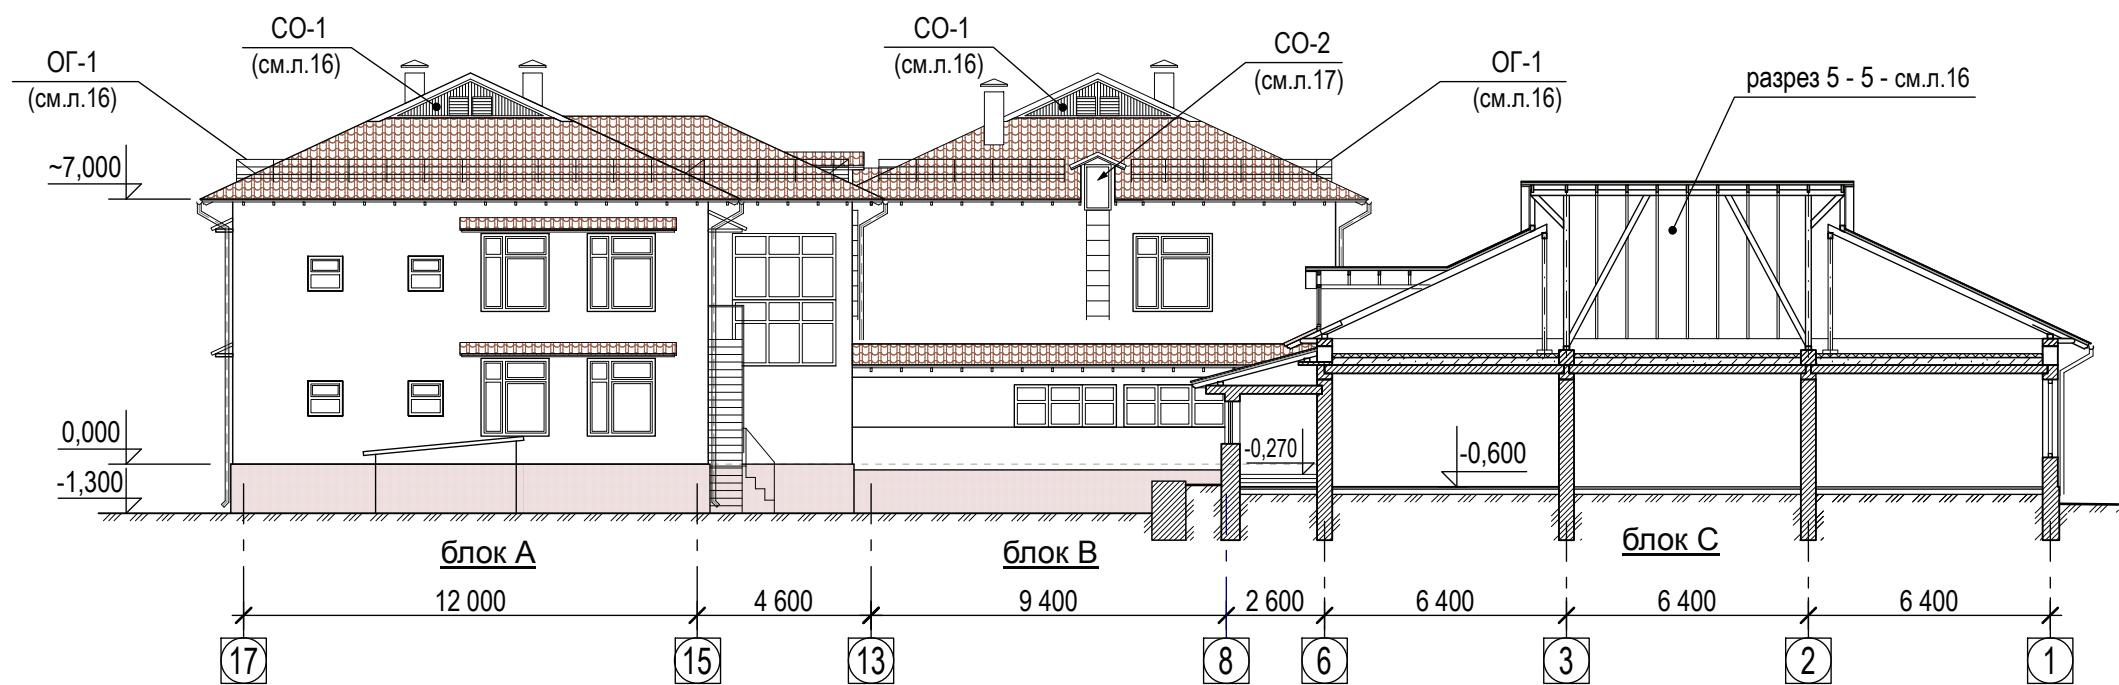 СО-1
(см.л.16)
ОГ-1
(см.л.16)
СО-1
(см.л.16)
СО-2
(см.л.17)
ОГ-1
(см.л.16)
разрез 5 - 5 - см.л.16
~7,000
0,000
-1,300
-0,270
-0,600
блок А
блок В
блок С
12 000
4 600
9 400
2 600
6 400
6 400
6 400
17
15
13
8
6
3
2
1